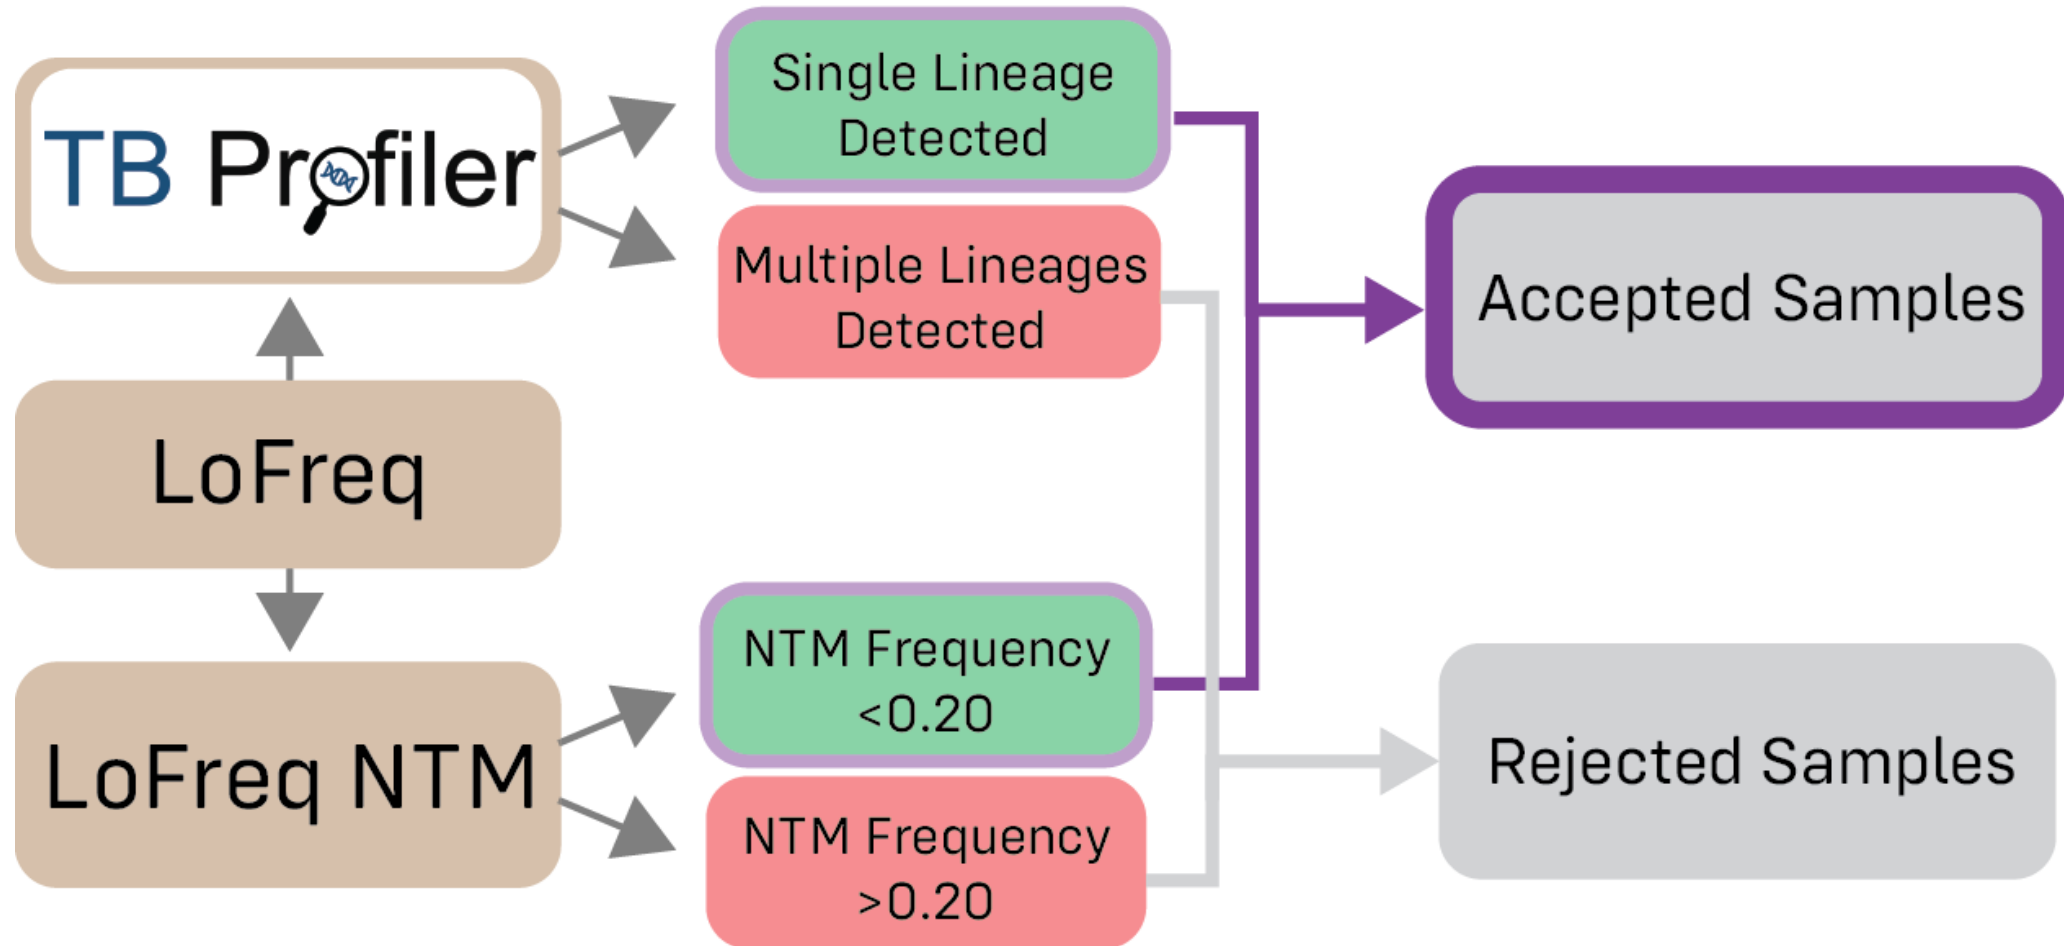 TB Profiler
Single Lineage
Detected
Multiple Lineages
Detected
Accepted Samples
LoFreq
LoFreq NTM
NTM Frequency
<0.20
NTM Frequency
>0.20
Rejected Samples